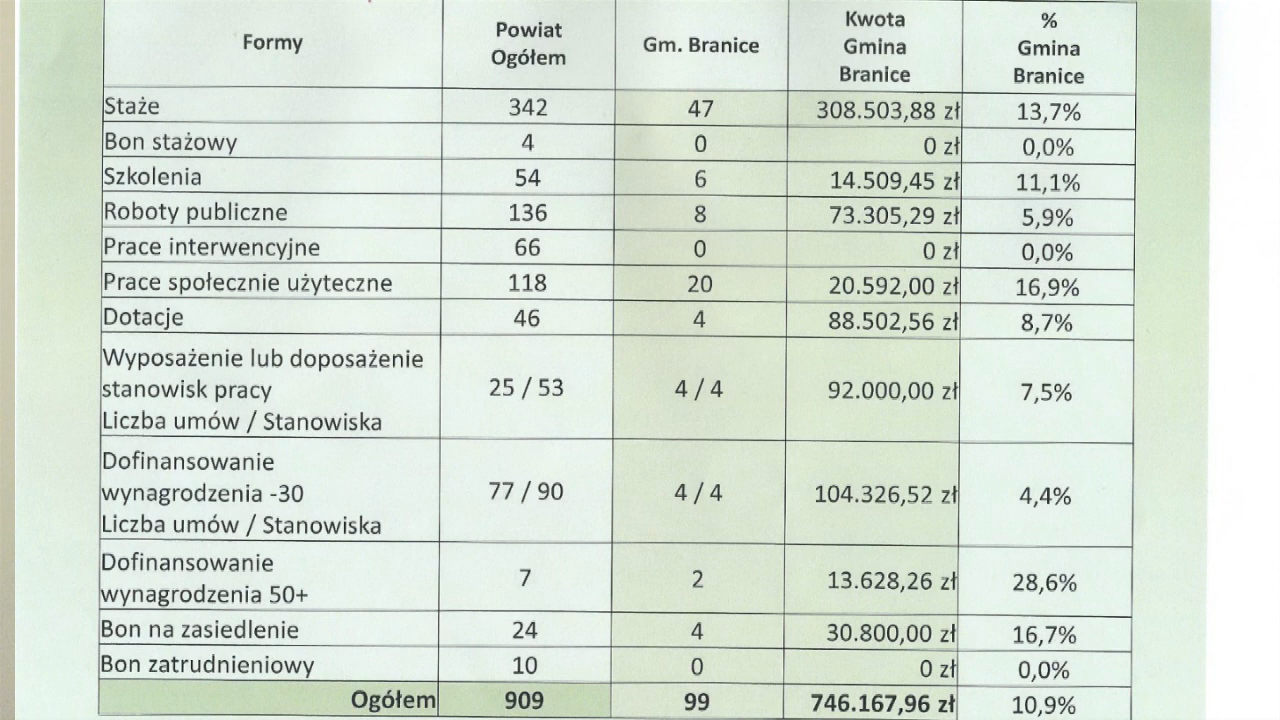 Formy Powiat Ogółem Gm. Branice Kwota Gmina Branice % Gmina Branice
Staże 342 47 308.503,88 zł 13,7%
Bon stażowy 4 0 0 zł 0,0%
Szkolenia 54 6 14.509,45 zł 11,1%
Roboty publiczne 136 8 73.305,29 zł 5,9%
Prace interwencyjne 66 0 0 zł 0,0%
Prace społecznie użyteczne 118 20 20.592,00 zł 16,9%
Dotacje 46 4 88.502,56 zł 8,7%
Wyposażenie lub doposażenie
stanowisk pracy 25 / 53 4 / 4 92.000,00 zł 7,5%
Liczba umów / Stanowiska
Dofinansowanie
wynagrodzenia -30 77 / 90 4 / 4 104.326,52 zł 4,4%
Liczba umów / Stanowiska
Dofinansowanie
wynagrodzenia 50+ 7 2 13.628,26 zł 28,6%
Bon na zasiedlenie 24 4 30.800,00 zł 16,7%
Bon zatrudnieniowy 10 0 0 zł 0,0%
Ogółem 909 99 746.167,96 zł 10,9%